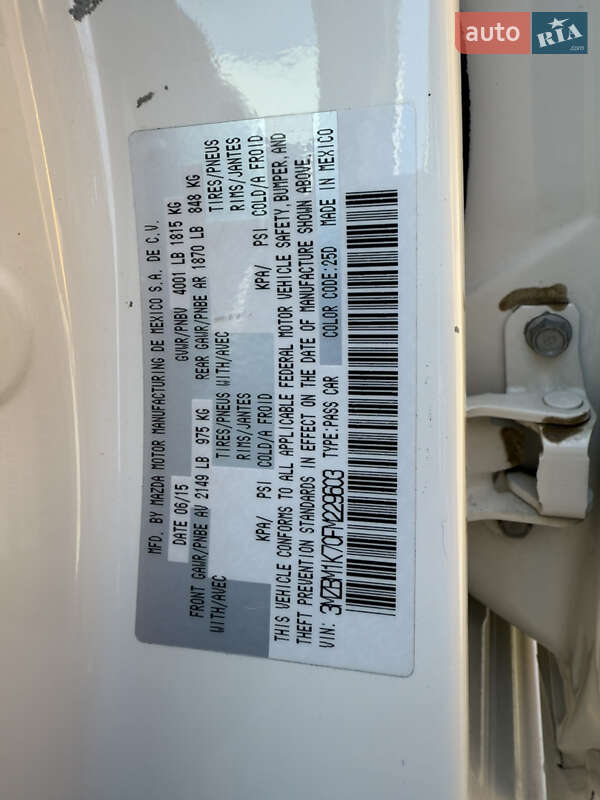 MFD. BY MAZDA MOTOR MANUFACTURING DE MEXICO S.A. DE C.V.
DATE 06/15 GVWR/PNBV 4001 LB 1815 KG
FRONT GAWR/PNBE AV 2149 LB 975 KG REAR GAWR/PNBE AR 1870 LB 848 KG
WITH/AVEC TIRES/PNEUS WITH/AVEC TIRES/PNEUS
RIMS/JANTES RIMS/JANTES
KPA/ PSI COLD/A FROID KPA/ PSI COLD/A FROID
THIS VEHICLE CONFORMS TO ALL APPLICABLE FEDERAL MOTOR VEHICLE SAFETY, BUMPER, AND
THEFT PREVENTION STANDARDS IN EFFECT ON THE DATE OF MANUFACTURE SHOWN ABOVE.
VIN: 3MZBM1K70FM229603 TYPE:PASS CAR COLOR CODE:25D MADE IN MEXICO
auto RIA .com